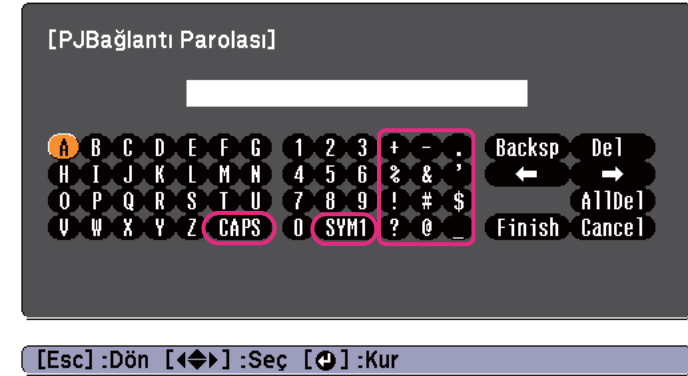 [PJBağlantı Parolası]
A B C D E F G 1 2 3 + - . Backsp Del
H I J K L M N 4 5 6 % & ’ ← →
O P Q R S T U 7 8 9 ! # $ AllDel
V W X Y Z CAPS 0 SYM1 ? @ _ Finish Cancel
[Esc] :Dön [◀◆▶] :Seç [↵] :Kur